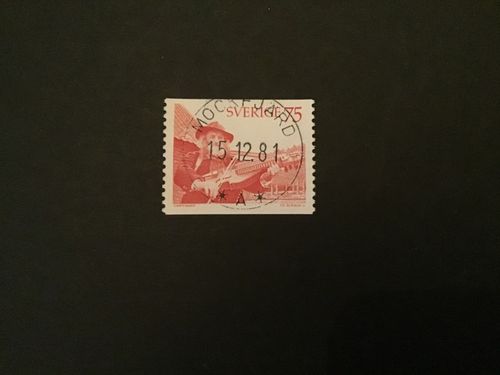 MOCKFJÄRD
SVERIGE 75
15.12.81
* A *